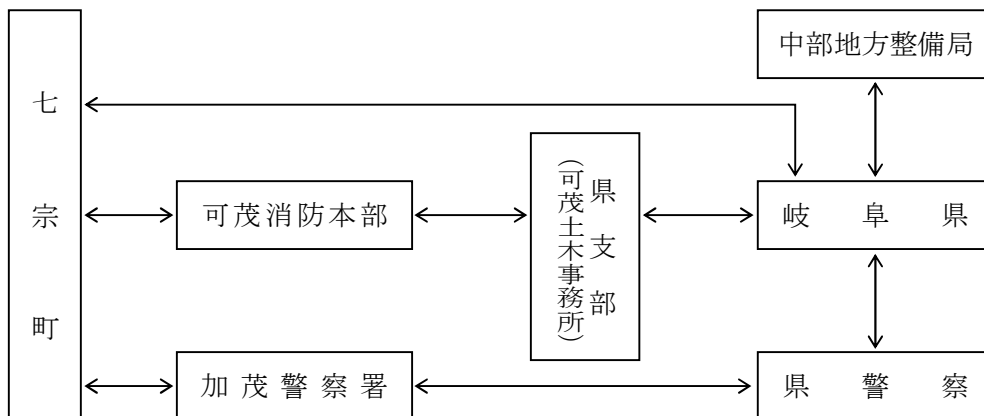 七宗町
中部地方整備局
可茂消防本部
県支部
（可茂土木事務所）
岐阜県
加茂警察署
県警察